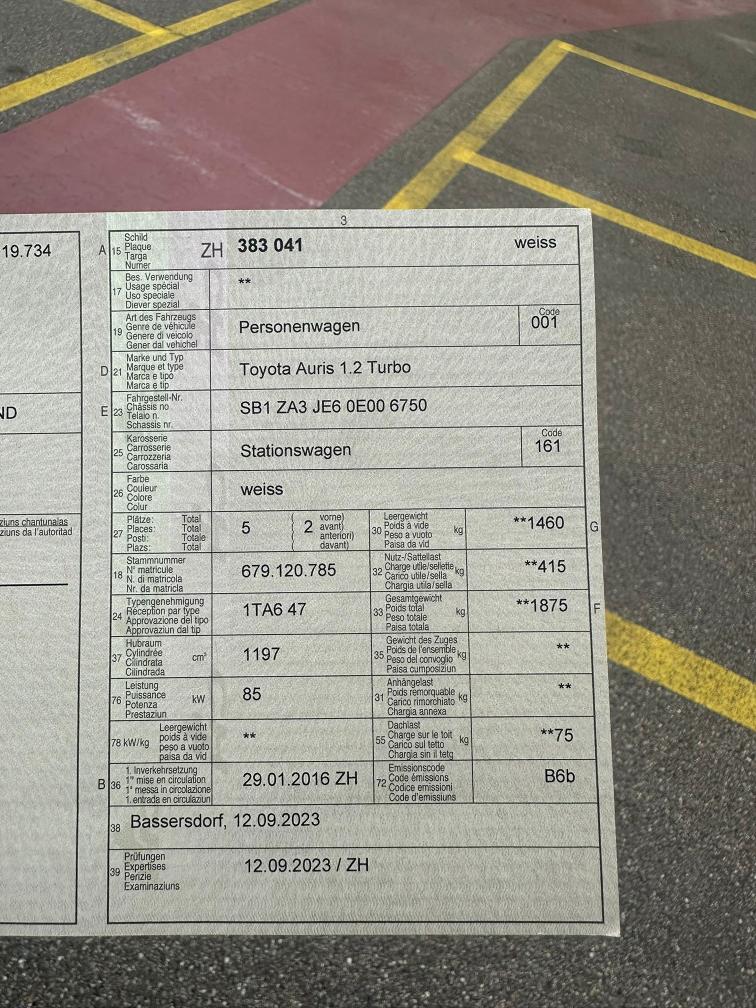 3
19.734
ND
ziuns chantunalas
ziuns da l'autoritad
A 15 Schild
Plaque
Targa
Numer
ZH 383 041 weiss
17 Bes. Verwendung
Usage spécial
Uso speciale
Diever spezial
**
19 Art des Fahrzeugs
Genre de véhicule
Genere di veicolo
Gener dal vehichel
Personenwagen
Code
001
D 21 Marke und Typ
Marque et type
Marca e tipo
Marca e tip
Toyota Auris 1.2 Turbo
E 23 Fahrgestell-Nr.
Châssis no
Telaio n.
Schassis nr.
SB1 ZA3 JE6 0E00 6750
25 Karosserie
Carrosserie
Carrozzeria
Carossaria
Stationswagen
Code
161
26 Farbe
Couleur
Colore
Colur
weiss
27 Plätze: Total
Places: Total
Posti: Totale
Plazs: Total
5 ( 2 vorne)
avant)
anteriori)
davant)
30 Leergewicht
Poids à vide
Peso a vuoto
Paisa da vid
kg
**1460 G
18 Stammnummer
N° matricule
N. di matricola
Nr. da matricla
679.120.785
32 Nutz-/Sattellast
Charge utile/sellette
Carico utile/sella
Chargia utila/sella
kg
**415
24 Typengenehmigung
Réception par type
Approvazione del tipo
Approvaziun dal tip
1TA6 47
33 Gesamtgewicht
Poids total
Peso totale
Paisa totala
kg
**1875 F
37 Hubraum
Cylindrée
Cilindrata
Cilindrada
cm³
1197
35 Gewicht des Zuges
Poids de l'ensemble
Peso del convoglio
Paisa cumposiziun
kg
**
76 Leistung
Puissance
Potenza
Prestaziun
kW
85
31 Anhängelast
Poids remorquable
Carico rimorchiato
Chargia annexa
kg
**
78 kW/kg Leergewicht
poids à vide
peso a vuoto
paisa da vid
**
55 Dachlast
Charge sur le toit
Carico sul tetto
Chargia sin il tetg
kg
**75
B 36 1. Inverkehrsetzung
1re mise en circulation
1a messa in circolazione
1. entrada en circulaziun
29.01.2016 ZH
72 Emissionscode
Code émissions
Codice emissioni
Code d'emissiuns
B6b
38 Bassersdorf, 12.09.2023
39 Prüfungen
Expertises
Perizie
Examinaziuns
12.09.2023 / ZH